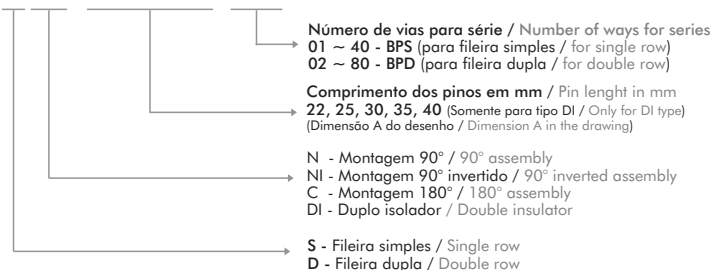 Número de vias para série / Number of ways for series
01 ~ 40 - BPS (para fileira simples / for single row)
02 ~ 80 - BPD (para fileira dupla / for double row)
Comprimento dos pinos em mm / Pin lenght in mm
22, 25, 30, 35, 40 (Somente para tipo DI / Only for DI type)
(Dimensão A do desenho / Dimension A in the drawing)
N - Montagem 90° / 90° assembly
NI - Montagem 90° invertido / 90° inverted assembly
C - Montagem 180° / 180° assembly
DI - Duplo isolador / Double insulator
S - Fileira simples / Single row
D - Fileira dupla / Double row